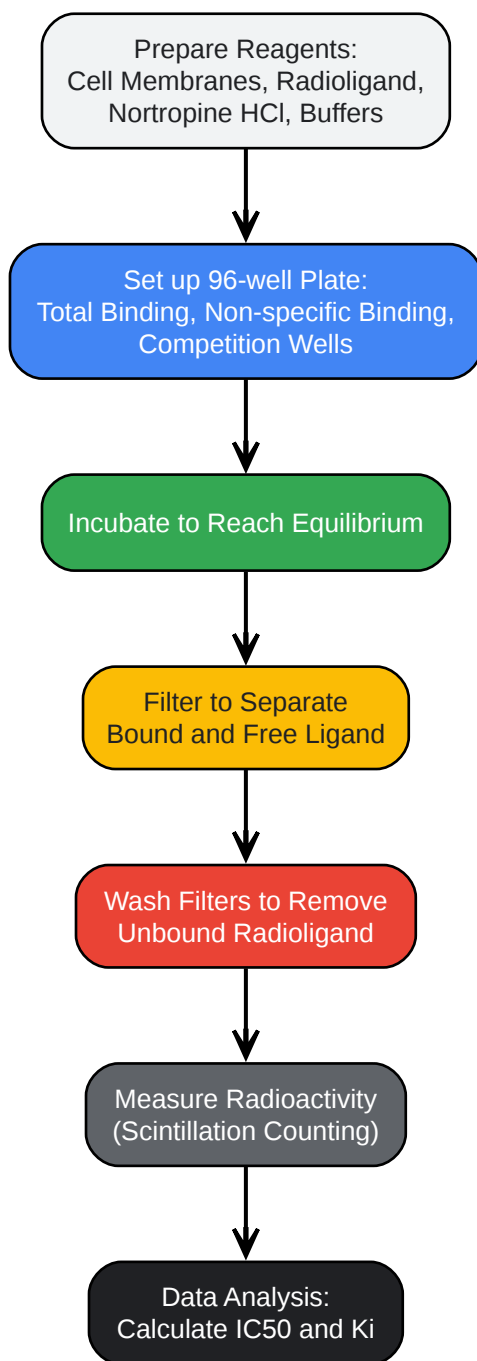 Prepare Reagents:
Cell Membranes, Radioligand,
Nortropine HCl, Buffers
Set up 96-well Plate:
Total Binding, Non-specific Binding,
Competition Wells
Incubate to Reach Equilibrium
Filter to Separate
Bound and Free Ligand
Wash Filters to Remove
Unbound Radioligand
Measure Radioactivity
(Scintillation Counting)
Data Analysis:
Calculate IC50 and Ki